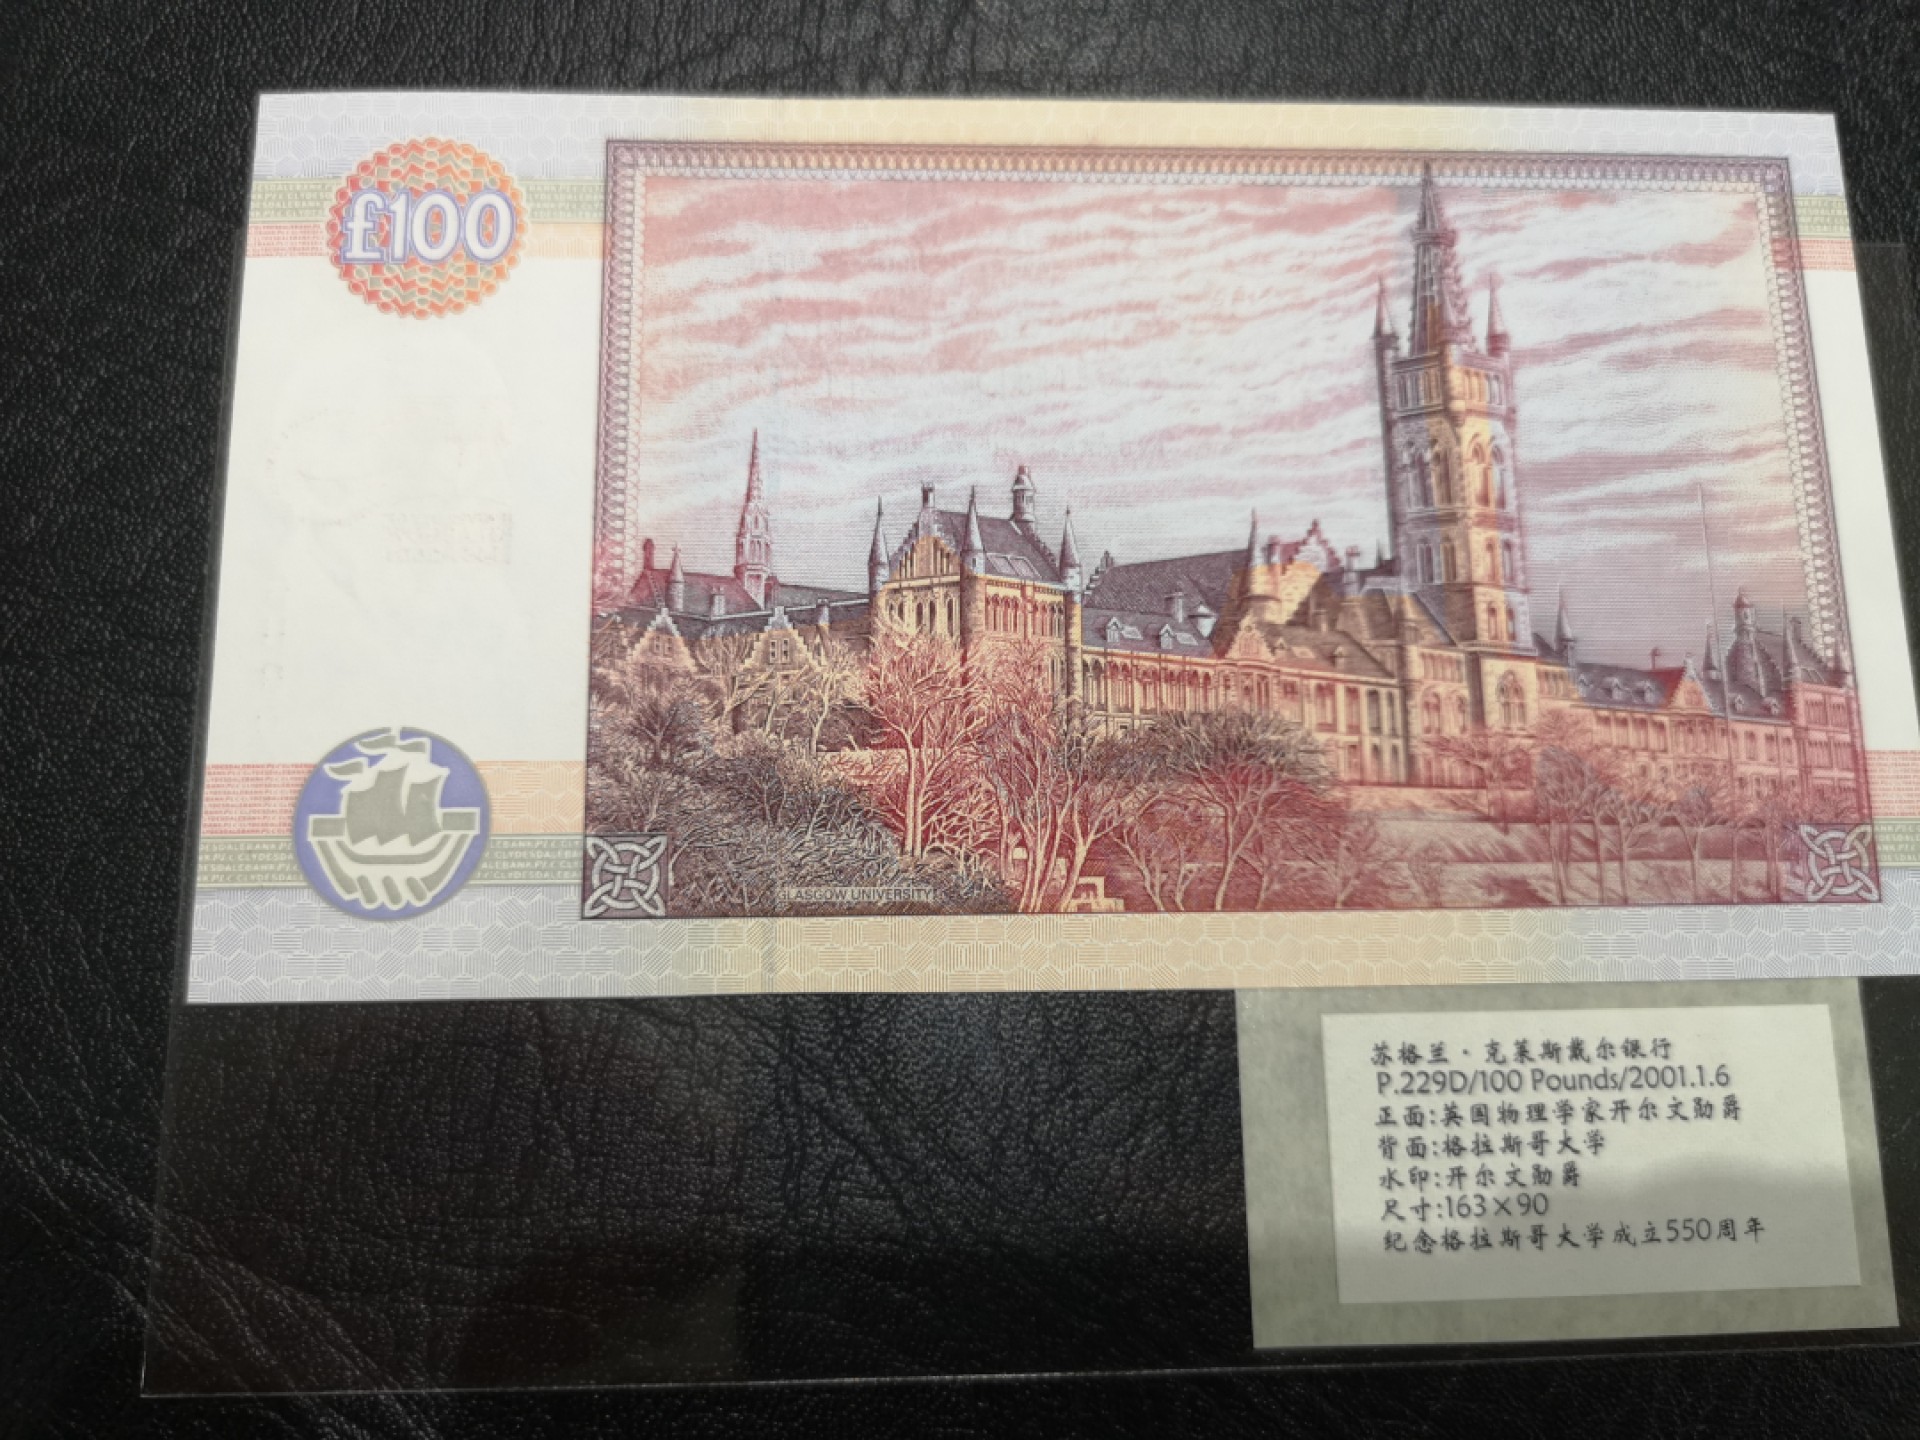 £100
GLASGOW UNIVERSITY
苏格兰·克莱斯戴尔银行
P.229D/100 Pounds/2001.1.6
正面:英国物理学家开尔文勋爵
背面:格拉斯哥大学
水印:开尔文勋爵
尺寸:163×90
纪念格拉斯哥大学成立550周年